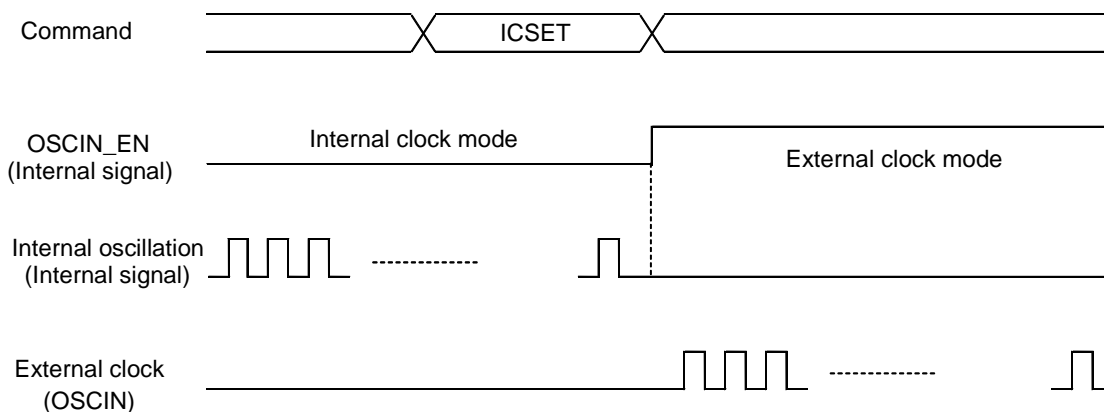 Command
ICSET
OSCIN_EN
(Internal signal)
Internal clock mode
External clock mode
Internal oscillation
(Internal signal)
External clock
(OSCIN)